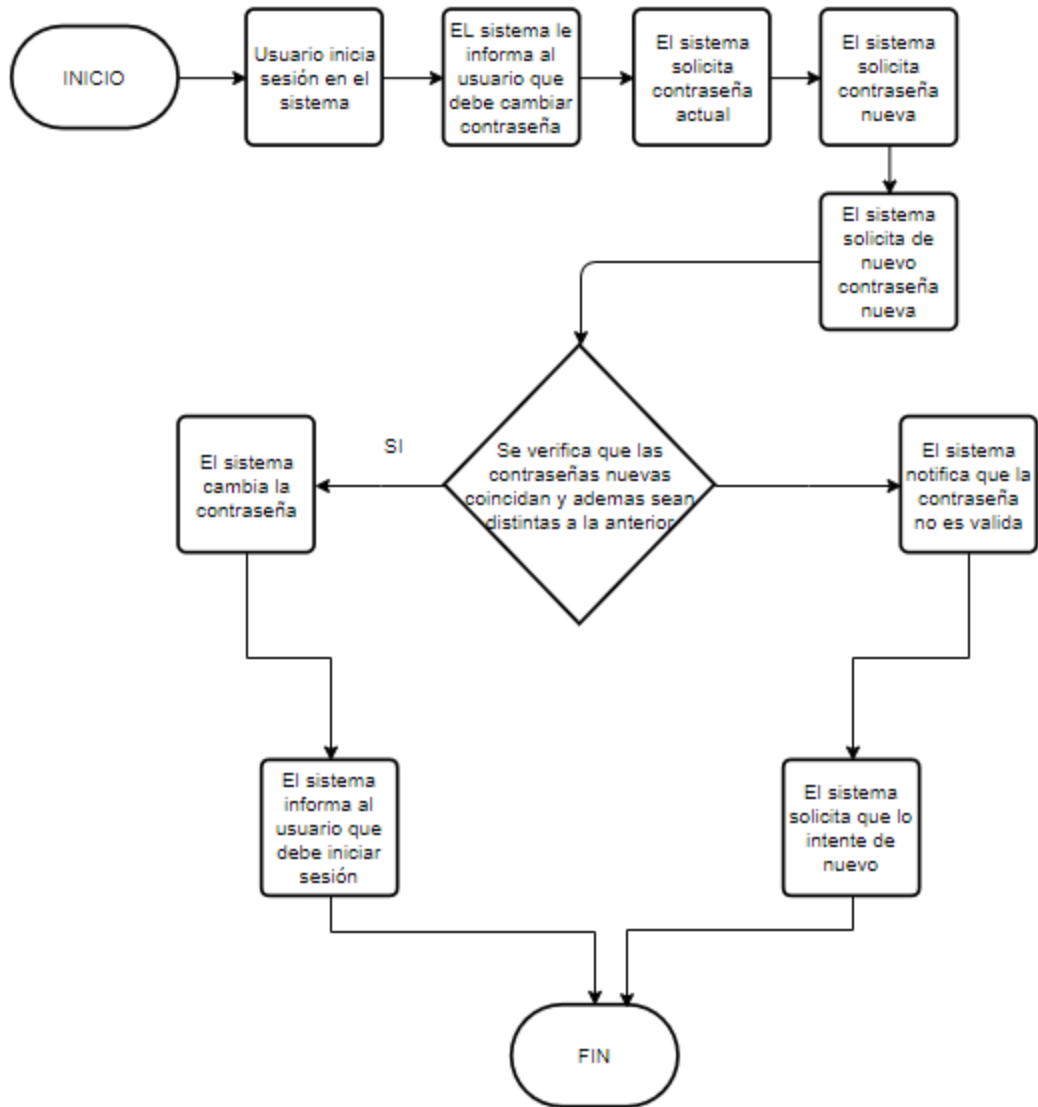 INICIO
Usuario inicia
sesión en el
sistema
EL sistema le
informa al
usuario que
debe cambiar
contraseña
El sistema
solicita
contraseña
actual
El sistema
solicita
contraseña
nueva
El sistema
solicita de
nuevo
contraseña
nueva
Se verifica que las
contraseñas nuevas
coincidan y ademas sean
distintas a la anterior
SI
El sistema
cambia la
contraseña
El sistema
notifica que la
contraseña
no es valida
El sistema
informa al
usuario que
debe iniciar
sesión
El sistema
solicita que lo
intente de
nuevo
FIN